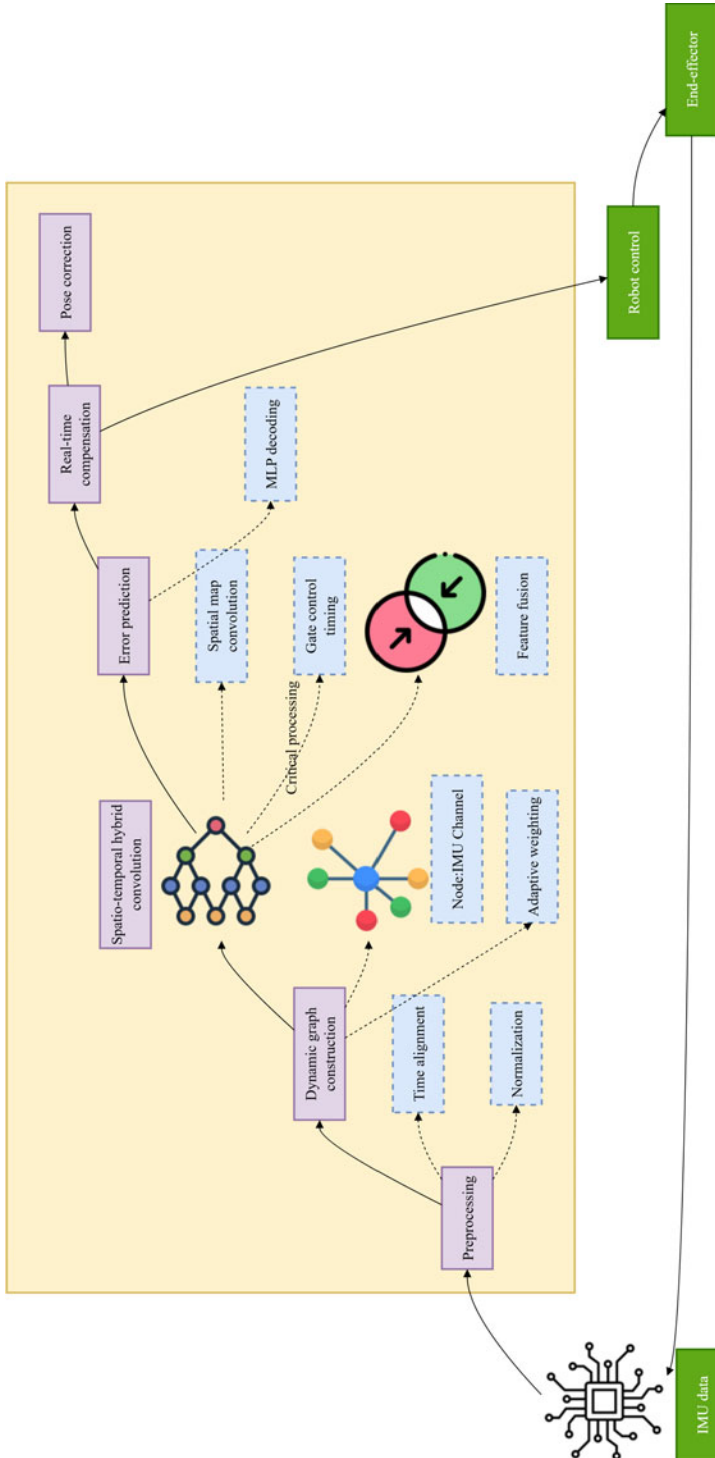 IMU data
Preprocessing
Time alignment
Normalization
Dynamic graph
construction
Node:IMU Channel
Adaptive weighting
Spatio-temporal hybrid
convolution
Critical processing
Spatial map
convolution
Gate control
timing
Feature fusion
Error prediction
MLP decoding
Real-time
compensation
Pose correction
Robot control
End-effector